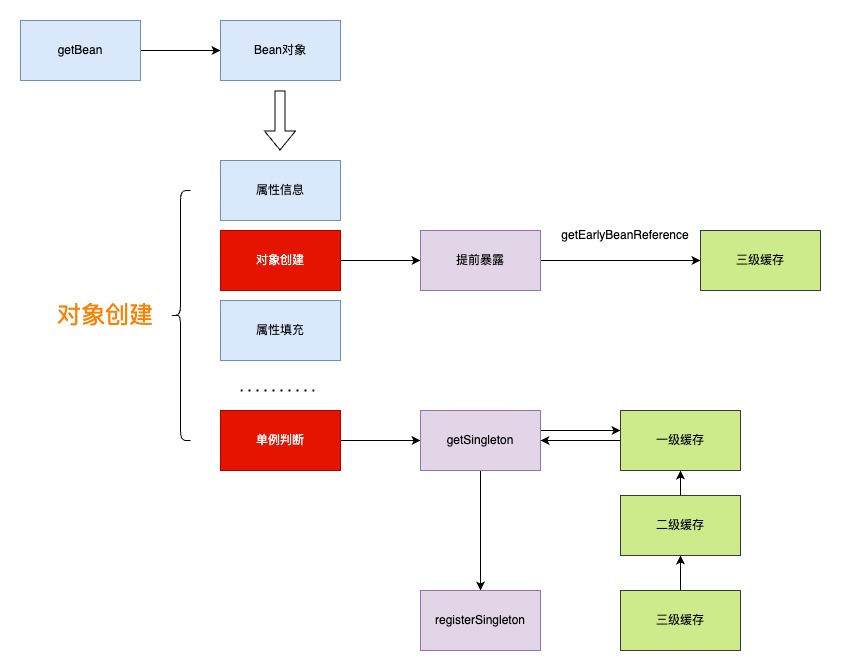 getBean
Bean对象
属性信息
对象创建
提前暴露
getEarlyBeanReference
三级缓存
对象创建
属性填充
..........
单例判断
getSingleton
一级缓存
二级缓存
registerSingleton
三级缓存